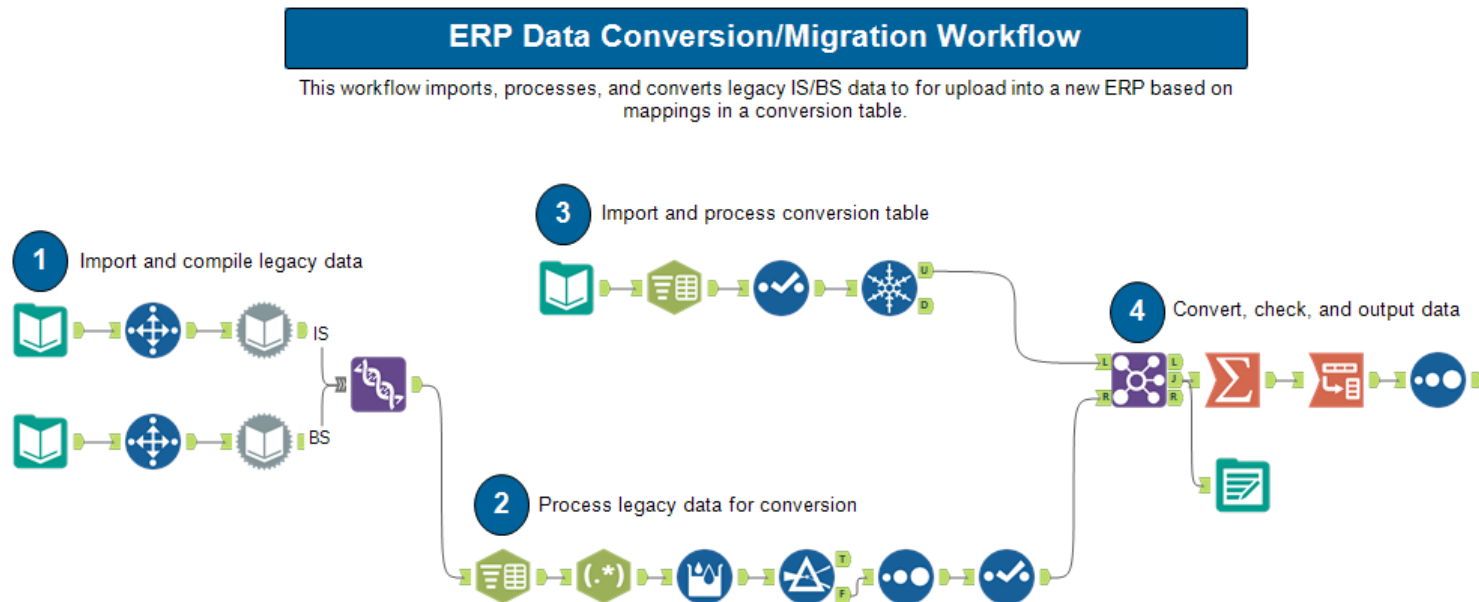 ERP Data Conversion/Migration Workflow
This workflow imports, processes, and converts legacy IS/BS data to for upload into a new ERP based on
mappings in a conversion table.
3 Import and process conversion table
1 Import and compile legacy data
U
D
4 Convert, check, and output data
IS
L
L
J
R
R
BS
2 Process legacy data for conversion
(.*)
T
F